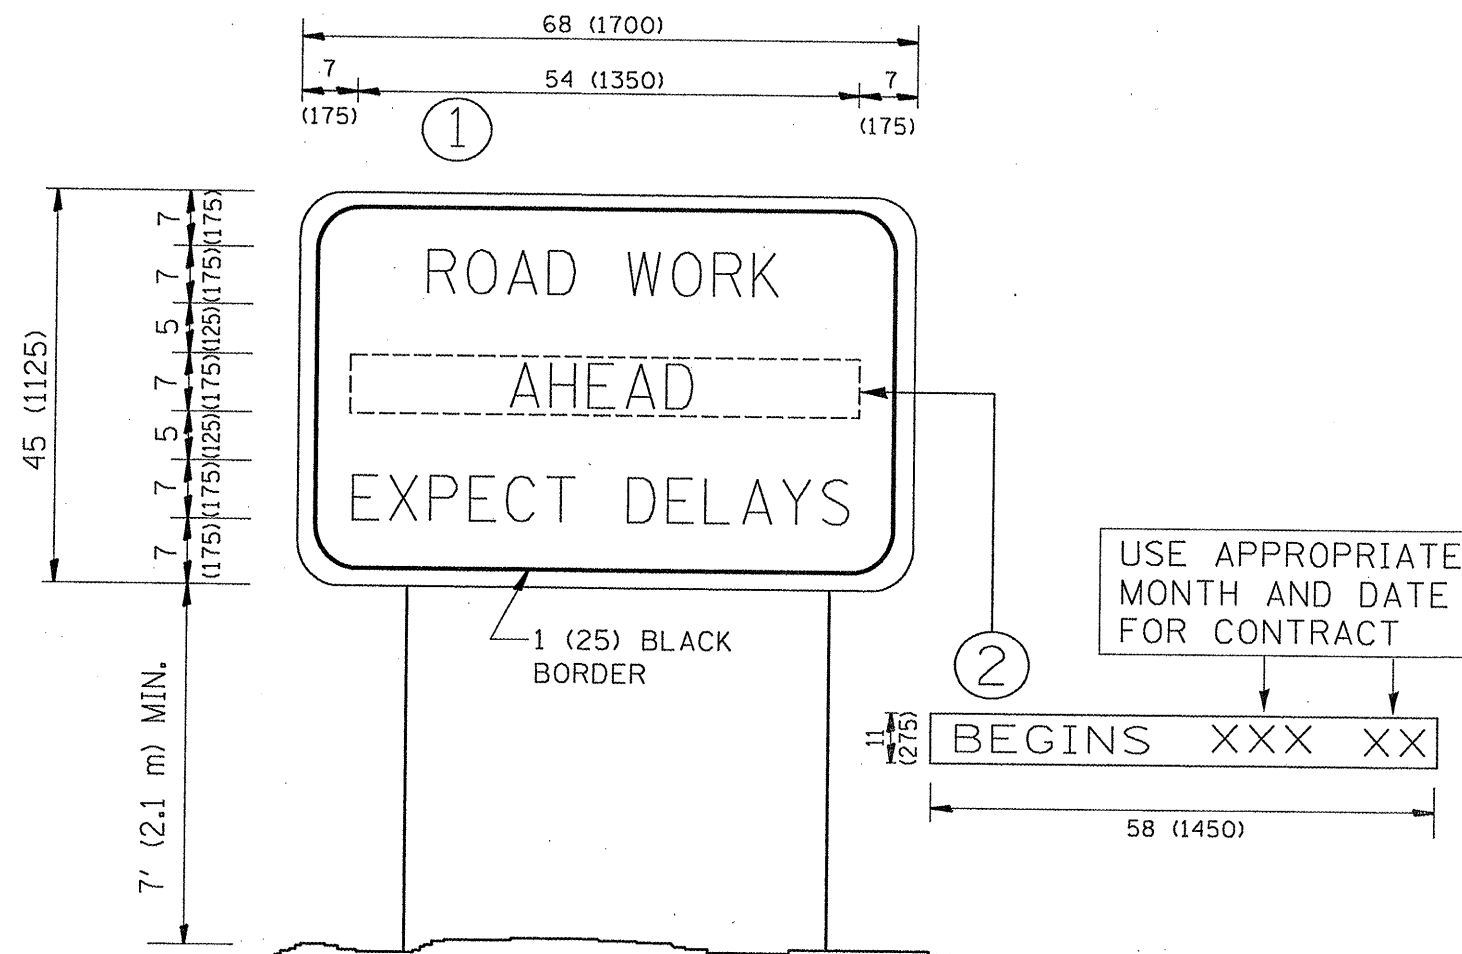 68 (1700)
7 54 (1350) 7
(175) (175)
1
45 (1125)
7 (175)
7 (175)
5 (125)
7 (175)
5 (125)
7 (175)
7 (175)
7' (2.1 m) MIN.
ROAD WORK
AHEAD
EXPECT DELAYS
1 (25) BLACK
BORDER
2
USE APPROPRIATE
MONTH AND DATE
FOR CONTRACT
11
(275)
BEGINS XXX XX
58 (1450)